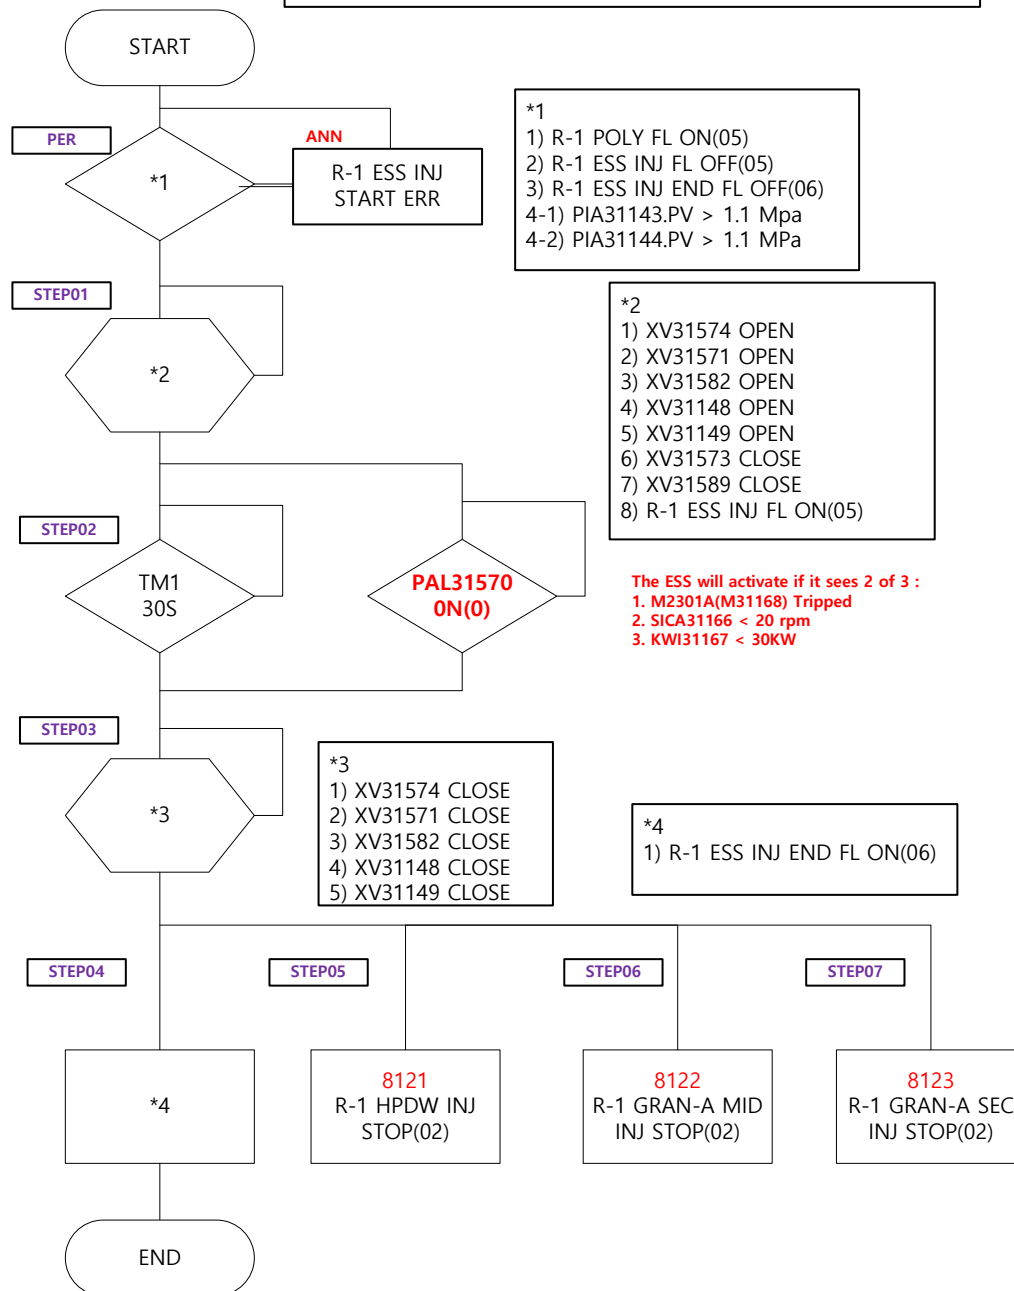 START
PER
*1
ANN
R-1 ESS INJ
START ERR
*1
1) R-1 POLY FL ON(05)
2) R-1 ESS INJ FL OFF(05)
3) R-1 ESS INJ END FL OFF(06)
4-1) PIA31143.PV > 1.1 Mpa
4-2) PIA31144.PV > 1.1 MPa
STEP01
*2
*2
1) XV31574 OPEN
2) XV31571 OPEN
3) XV31582 OPEN
4) XV31148 OPEN
5) XV31149 OPEN
6) XV31573 CLOSE
7) XV31589 CLOSE
8) R-1 ESS INJ FL ON(05)
STEP02
TM1
30S
PAL31570
0N(0)
The ESS will activate if it sees 2 of 3 :
1. M2301A(M31168) Tripped
2. SICA31166 < 20 rpm
3. KWI31167 < 30KW
STEP03
*3
*3
1) XV31574 CLOSE
2) XV31571 CLOSE
3) XV31582 CLOSE
4) XV31148 CLOSE
5) XV31149 CLOSE
*4
1) R-1 ESS INJ END FL ON(06)
STEP04
STEP05
STEP06
STEP07
*4
8121
R-1 HPDW INJ
STOP(02)
8122
R-1 GRAN-A MID
INJ STOP(02)
8123
R-1 GRAN-A SEC
INJ STOP(02)
END